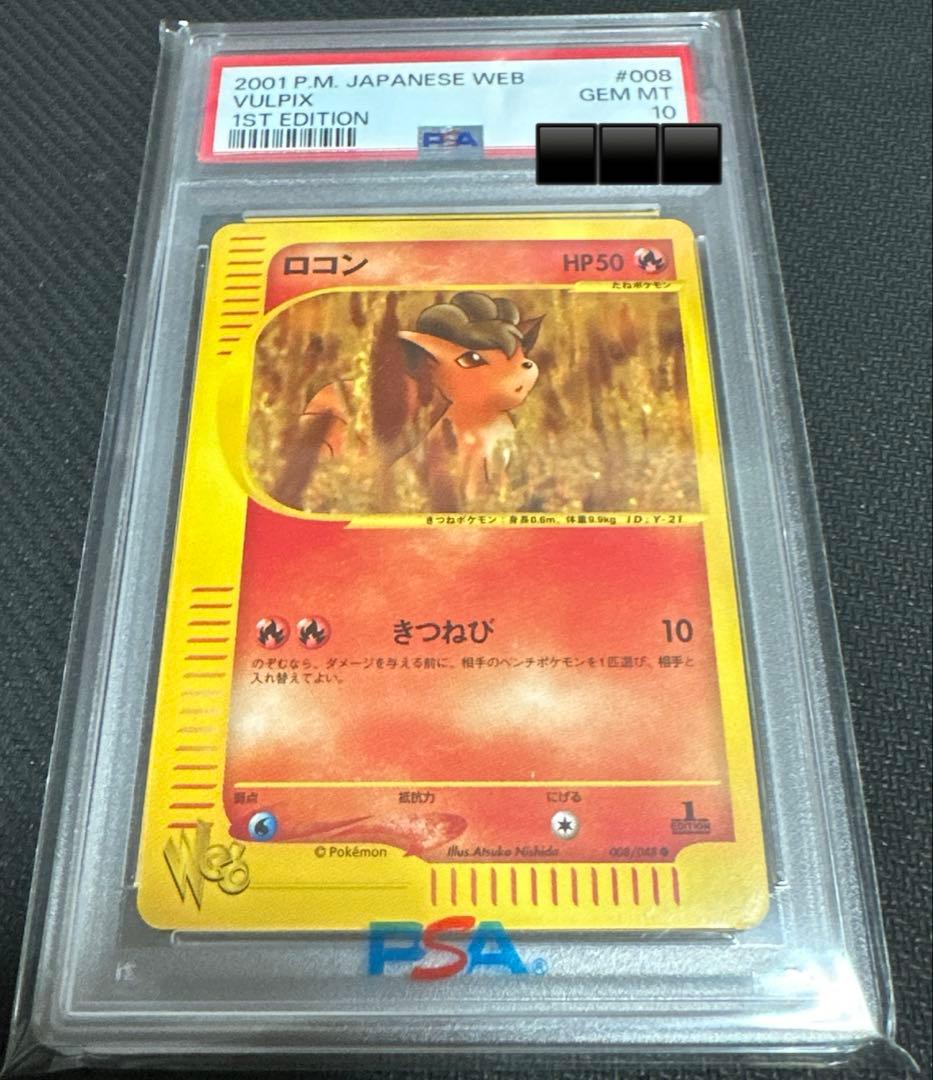 2001 P.M. JAPANESE WEB #008
VULPIX GEM MT
1ST EDITION 10
PSA
ロコン HP50
たねポケモン
きつねポケモン：身長0.6m、体重9.9kg ID:Y-21
きつねび 10
のぞむなら、ダメージを与える前に、相手のベンチポケモンを1匹選び、相手と
入れ替えてよい。
弱点 抵抗力 にげる
1
EDITION
© Pokémon Illus.Atsuko Nishida 008/048
Web
PSA®